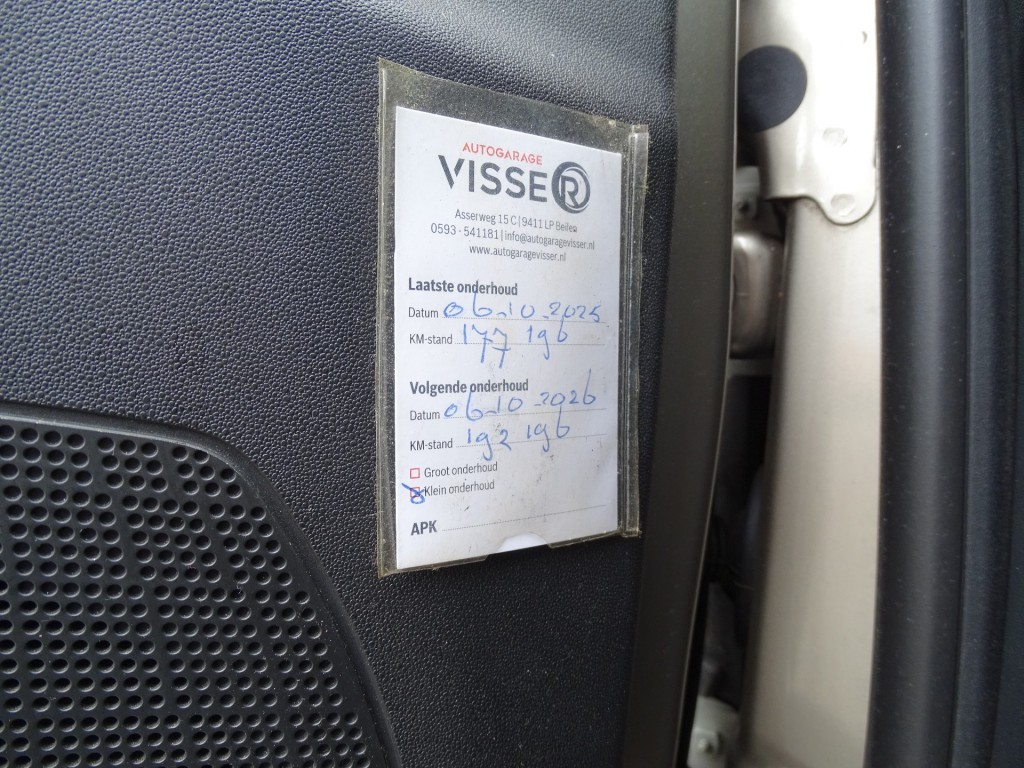 AUTOGARAGE
VISSER
Asserweg 15 C | 9411 LP Beilen
0593 - 541181 | info@autogaragevisser.nl
www.autogaragevisser.nl
Laatste onderhoud
Datum 06-10-2025
KM-stand 177 196
Volgende onderhoud
Datum 06-10-2026
KM-stand 192 196
Groot onderhoud
Klein onderhoud
APK